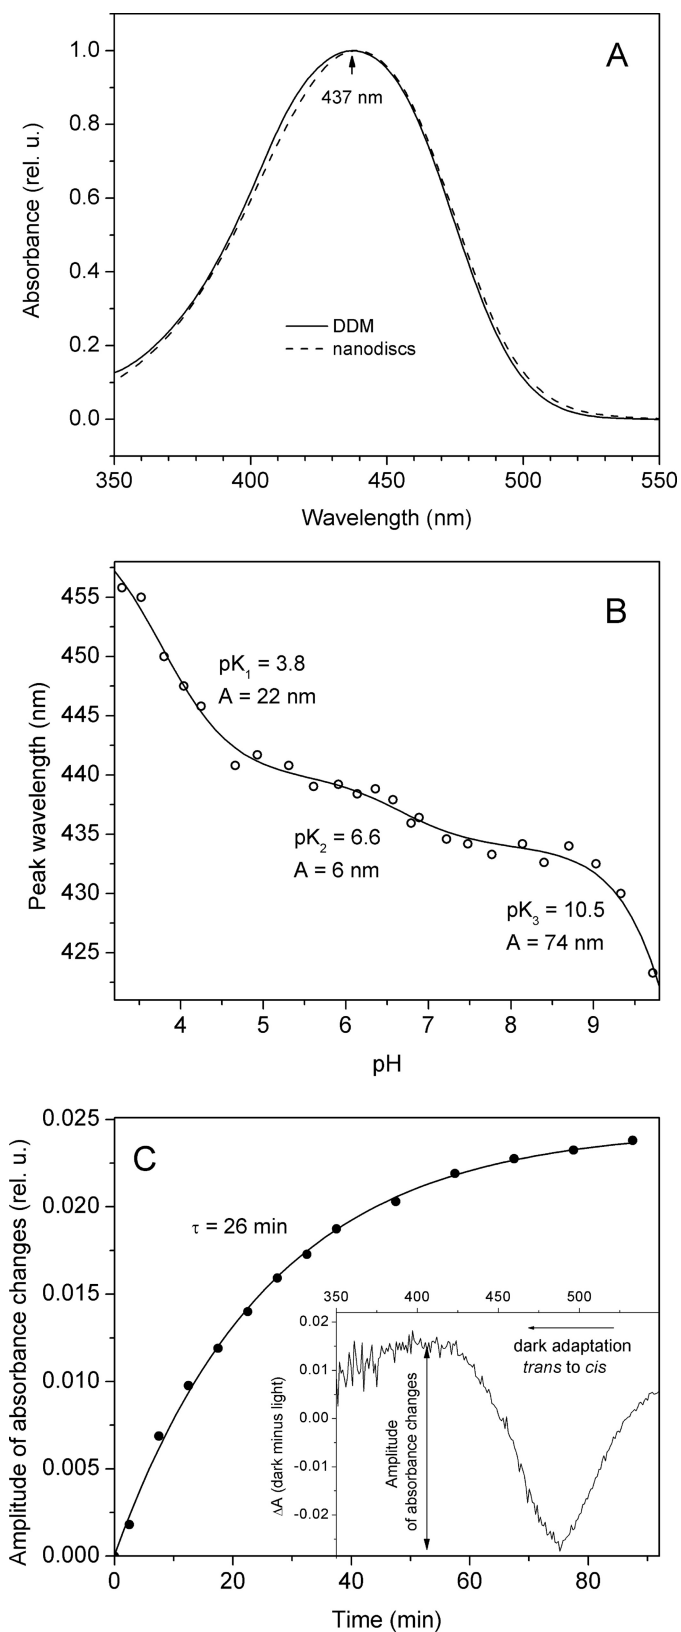 A
1.0
0.8
0.6
0.4
0.2
0.0
Absorbance (rel. u.)
437 nm
DDM
nanodiscs
350 400 450 500 550
Wavelength (nm)
B
455
450
445
440
435
430
425
Peak wavelength (nm)
pK1 = 3.8
A = 22 nm
pK2 = 6.6
A = 6 nm
pK3 = 10.5
A = 74 nm
4 5 6 7 8 9
pH
C
0.025
0.020
0.015
0.010
0.005
0.000
Amplitude of absorbance changes (rel. u.)
τ = 26 min
350 400 450 500
0.02
0.01
0.00
-0.01
-0.02
ΔA (dark minus light)
dark adaptation
trans to cis
Amplitude
of absorbance changes
0 20 40 60 80
Time (min)